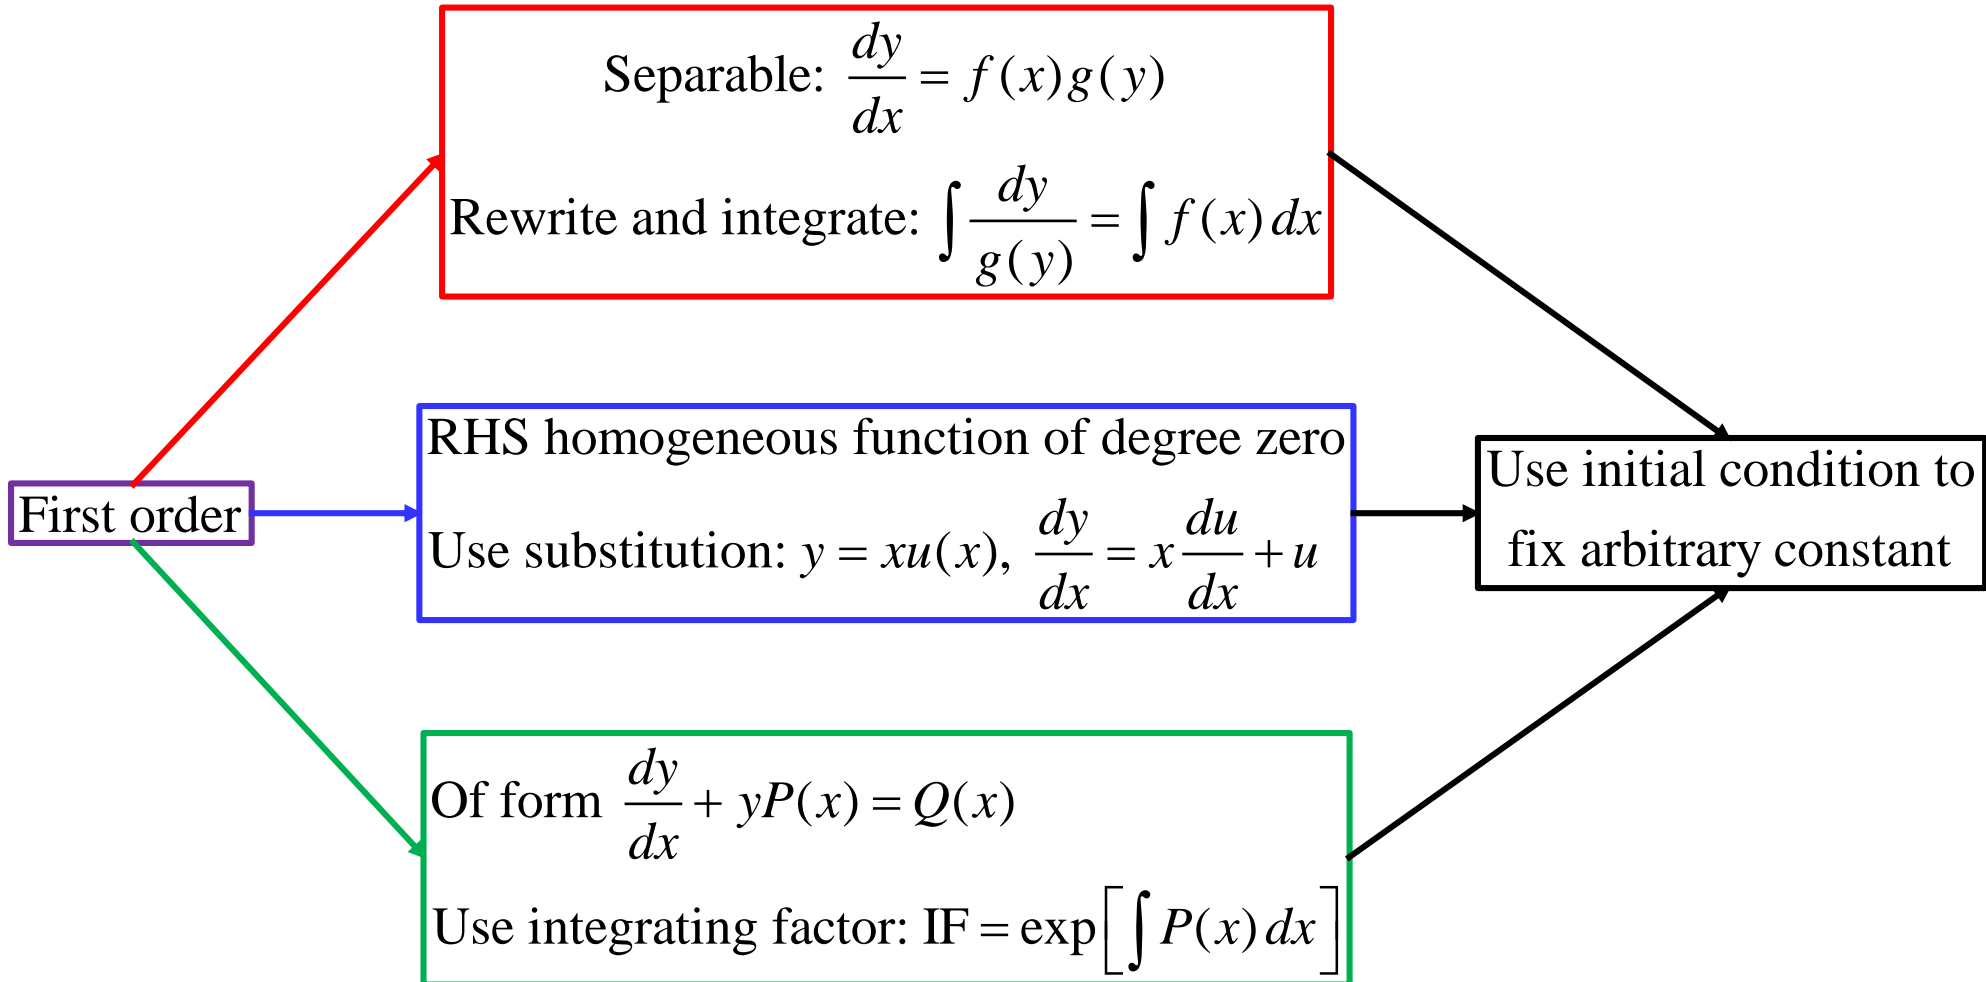 Separable: dy/dx = f(x)g(y)
Rewrite and integrate: ∫ dy/g(y) = ∫ f(x) dx
First order
RHS homogeneous function of degree zero
Use substitution: y = xu(x), dy/dx = x du/dx + u
Of form dy/dx + yP(x) = Q(x)
Use integrating factor: IF = exp[∫ P(x) dx]
Use initial condition to
fix arbitrary constant